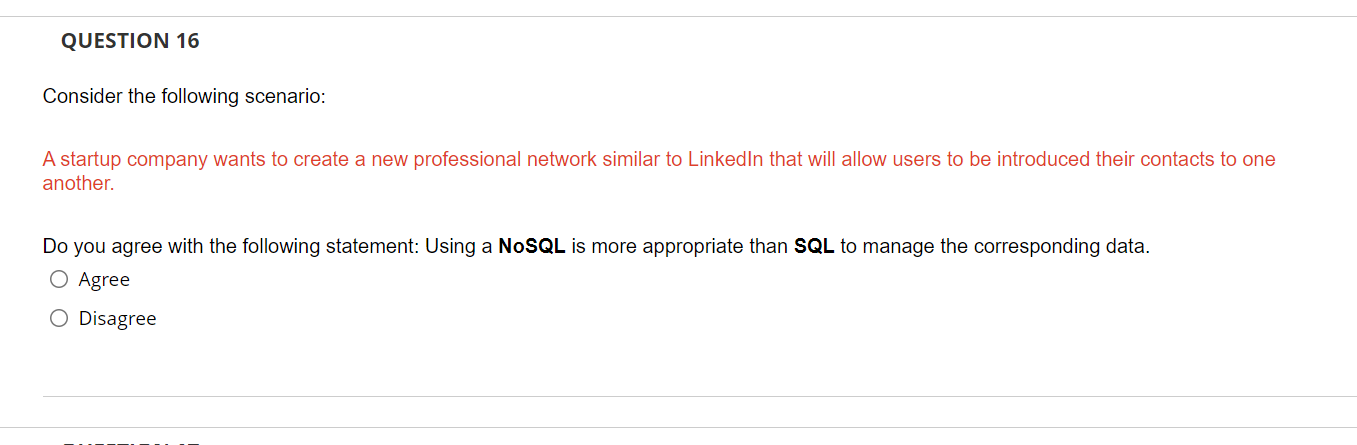 QUESTION 16
Consider the following scenario:
A startup company wants to create a new professional network similar to LinkedIn that will allow users to be introduced their contacts to one
another.
Do you agree with the following statement: Using a NoSQL is more appropriate than SQL to manage the corresponding data.
Agree
Disagree